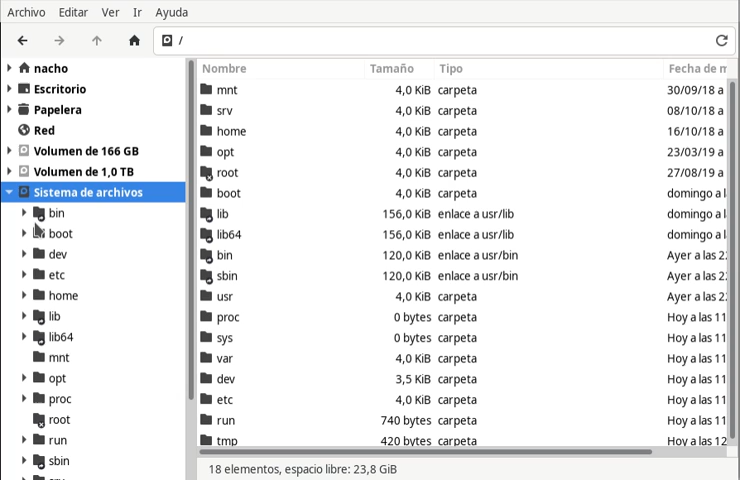 Archivo Editar Ver Ir Ayuda
/
nacho
Escritorio
Papelera
Red
Volumen de 166 GB
Volumen de 1,0 TB
Sistema de archivos
bin
boot
dev
etc
home
lib
lib64
mnt
opt
proc
root
run
sbin
Nombre Tamaño Tipo Fecha de m
mnt 4,0 KiB carpeta 30/09/18 a
srv 4,0 KiB carpeta 08/10/18 a
home 4,0 KiB carpeta 16/10/18 a
opt 4,0 KiB carpeta 23/03/19 a
root 4,0 KiB carpeta 27/08/19 a
boot 4,0 KiB carpeta domingo a l
lib 156,0 KiB enlace a usr/lib domingo a l
lib64 156,0 KiB enlace a usr/lib domingo a l
bin 120,0 KiB enlace a usr/bin Ayer a las 2
sbin 120,0 KiB enlace a usr/bin Ayer a las 2
usr 4,0 KiB carpeta Ayer a las 2
proc 0 bytes carpeta Hoy a las 11
sys 0 bytes carpeta Hoy a las 11
var 4,0 KiB carpeta Hoy a las 11
dev 3,5 KiB carpeta Hoy a las 11
etc 4,0 KiB carpeta Hoy a las 11
run 740 bytes carpeta Hoy a las 11
tmp 420 bytes carpeta Hoy a las 12
18 elementos, espacio libre: 23,8 GiB